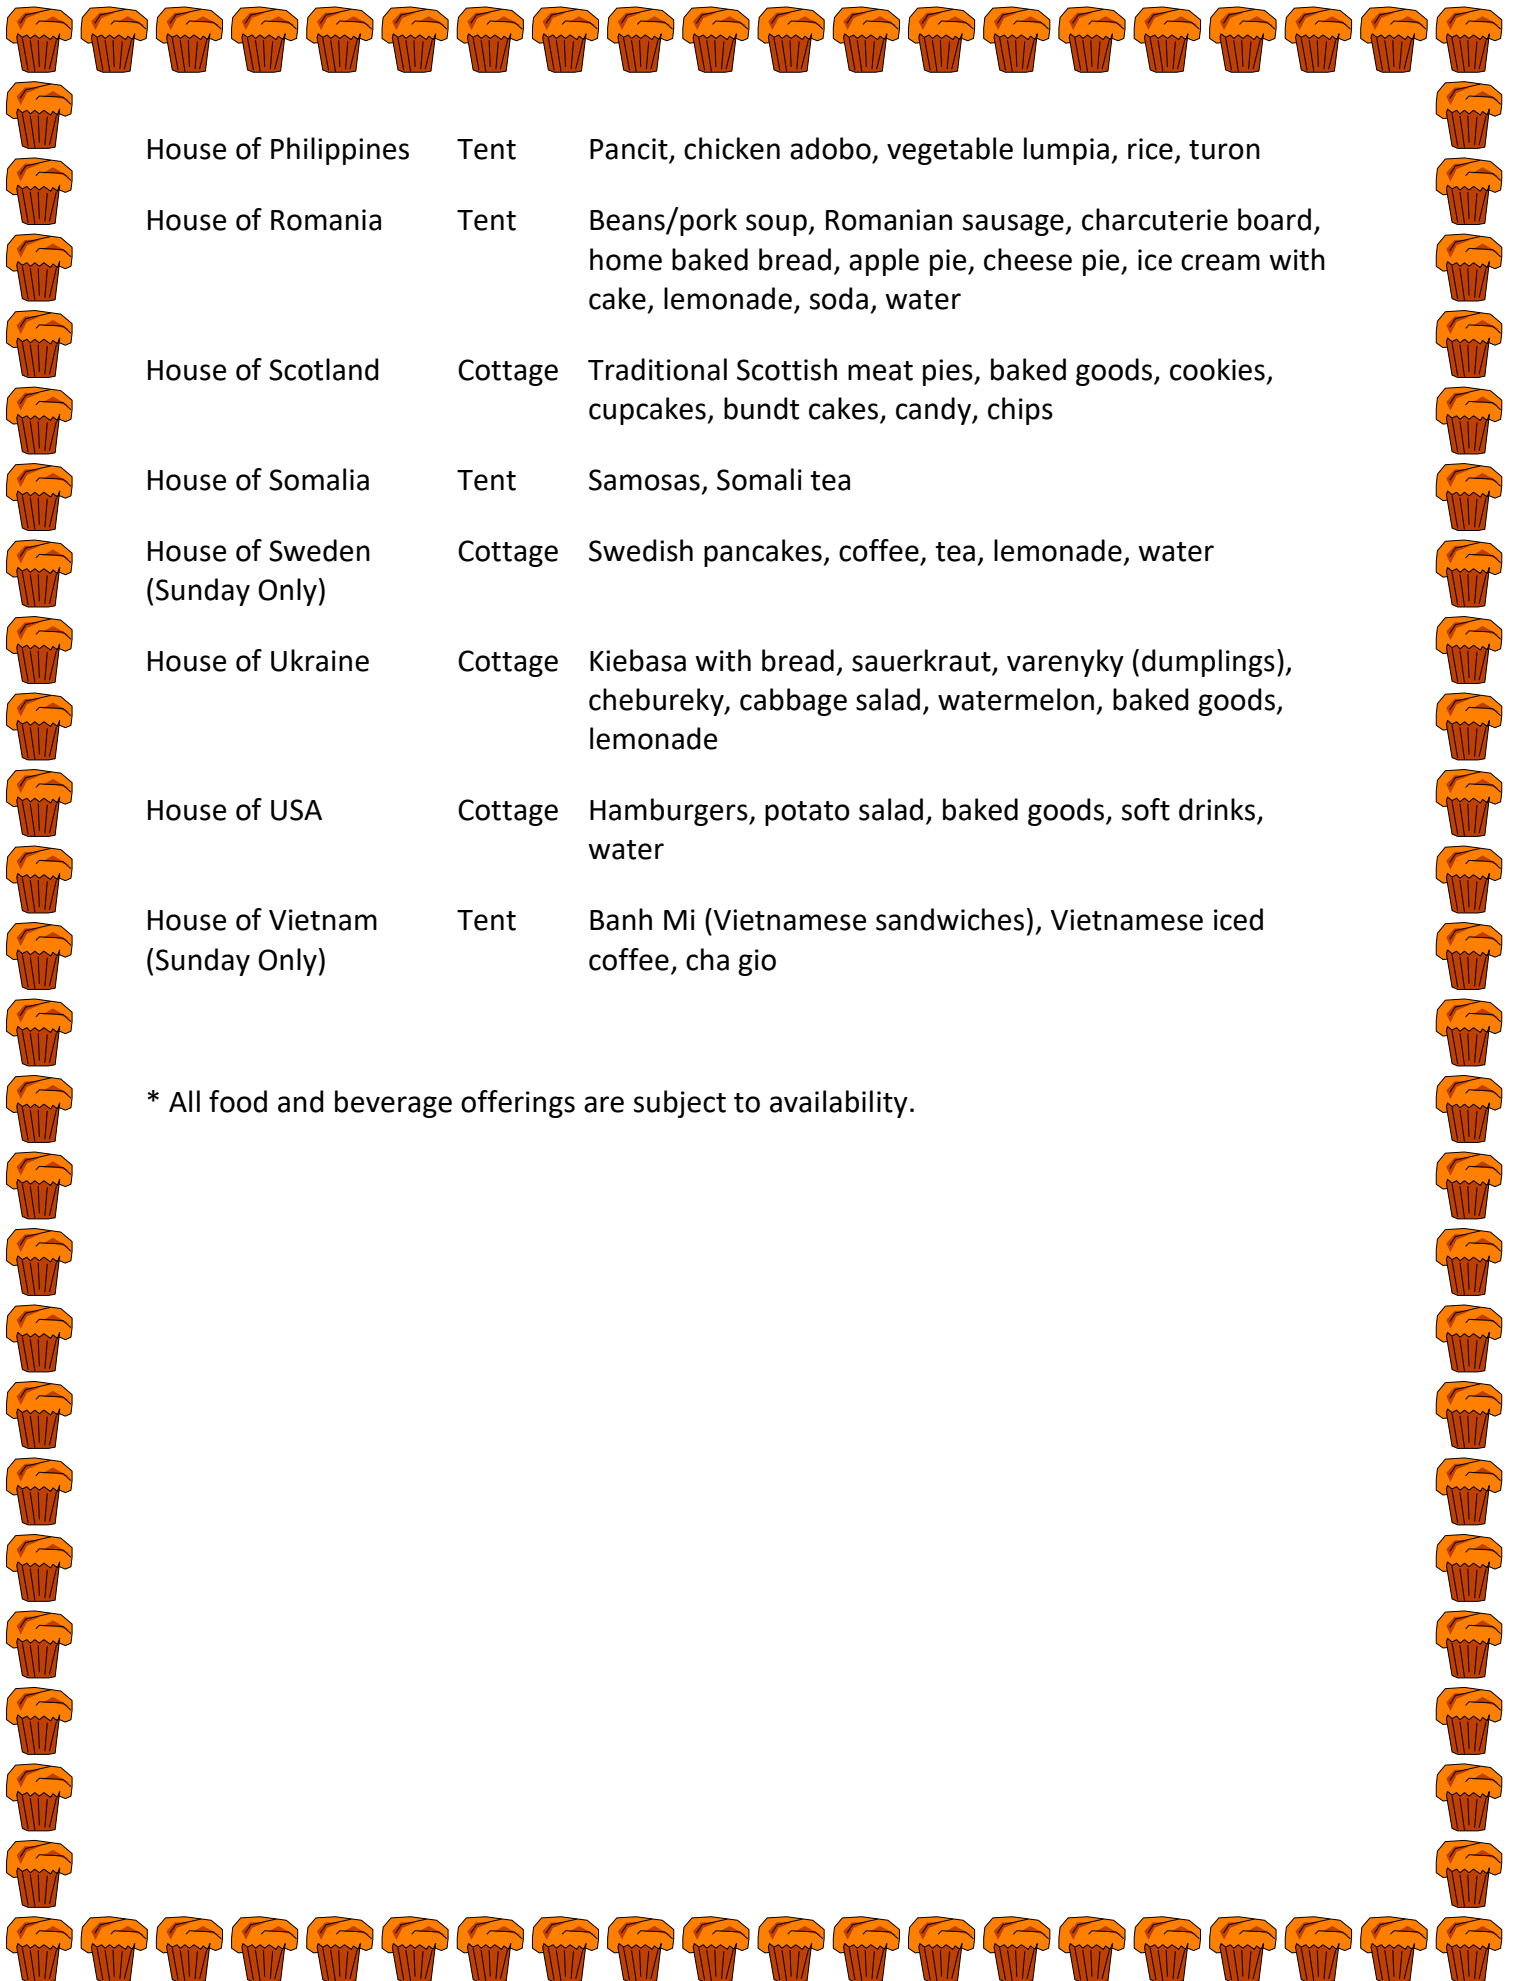 House of Philippines Tent Pancit, chicken adobo, vegetable lumpia, rice, turon
House of Romania Tent Beans/pork soup, Romanian sausage, charcuterie board,
home baked bread, apple pie, cheese pie, ice cream with
cake, lemonade, soda, water
House of Scotland Cottage Traditional Scottish meat pies, baked goods, cookies,
cupcakes, bundt cakes, candy, chips
House of Somalia Tent Samosas, Somali tea
House of Sweden Cottage Swedish pancakes, coffee, tea, lemonade, water
(Sunday Only)
House of Ukraine Cottage Kiebasa with bread, sauerkraut, varenyky (dumplings),
chebureky, cabbage salad, watermelon, baked goods,
lemonade
House of USA Cottage Hamburgers, potato salad, baked goods, soft drinks,
water
House of Vietnam Tent Banh Mi (Vietnamese sandwiches), Vietnamese iced
(Sunday Only) coffee, cha gio
* All food and beverage offerings are subject to availability.